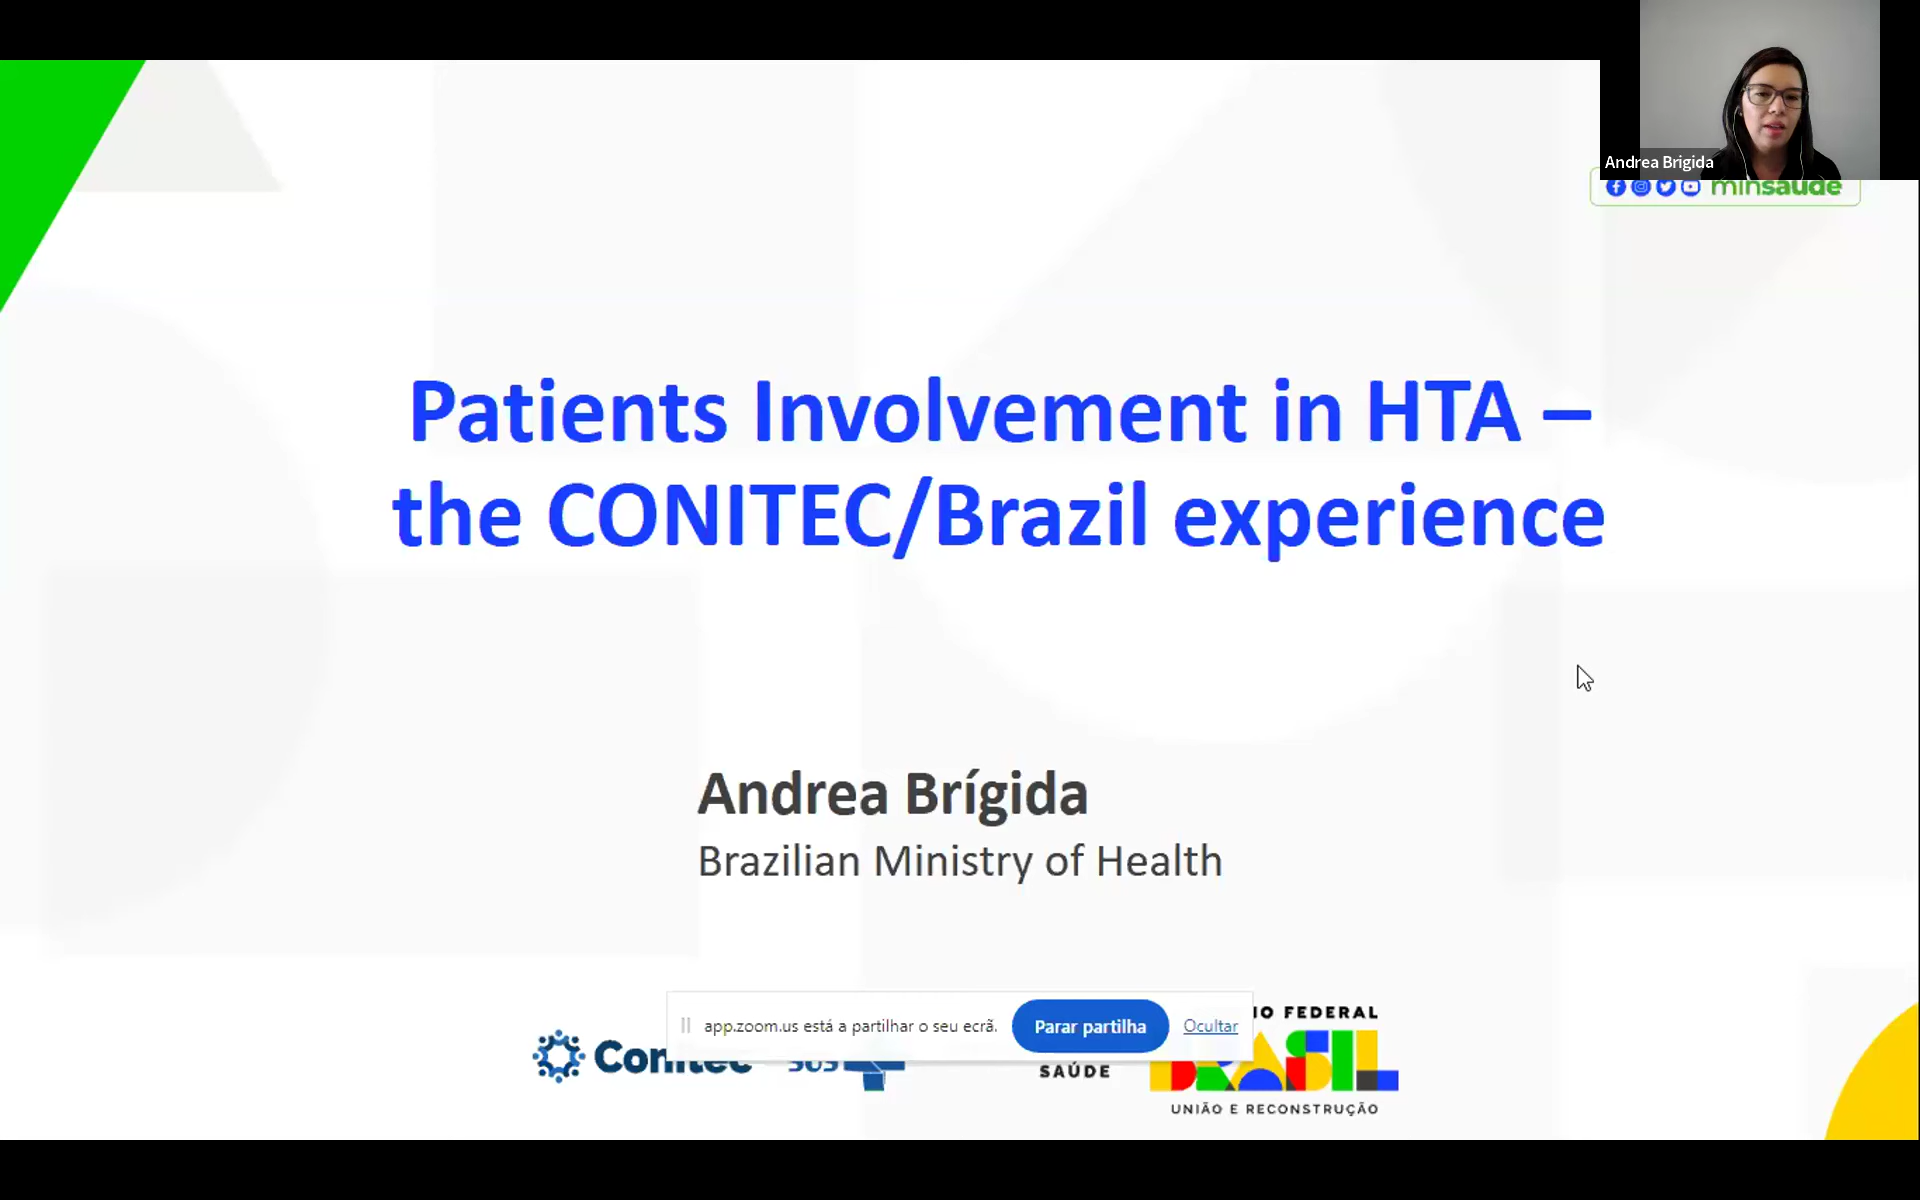 Andrea Brigida
minsaude
Patients Involvement in HTA –
the CONITEC/Brazil experience
Andrea Brígida
Brazilian Ministry of Health
app.zoom.us está a partilhar o seu ecrã.
Parar partilha
Ocultar
Conitec
SUS
SAÚDE
IO FEDERAL
BRASIL
UNIÃO E RECONSTRUÇÃO